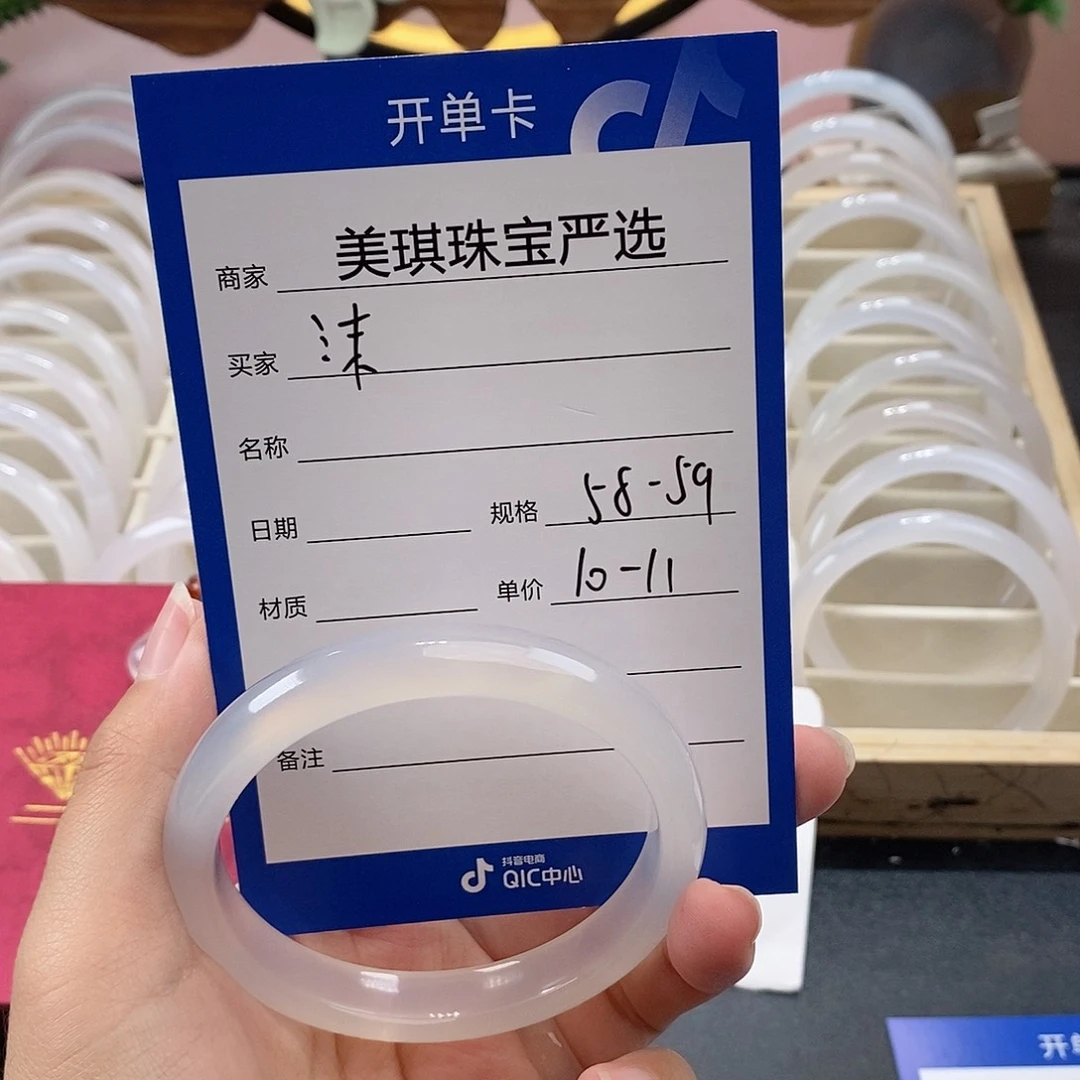 开单卡
商家 美琪珠宝严选
买家 沫
名称
日期 规格 58-59
材质 单价 10-11
备注
抖音电商
QIC中心
开单